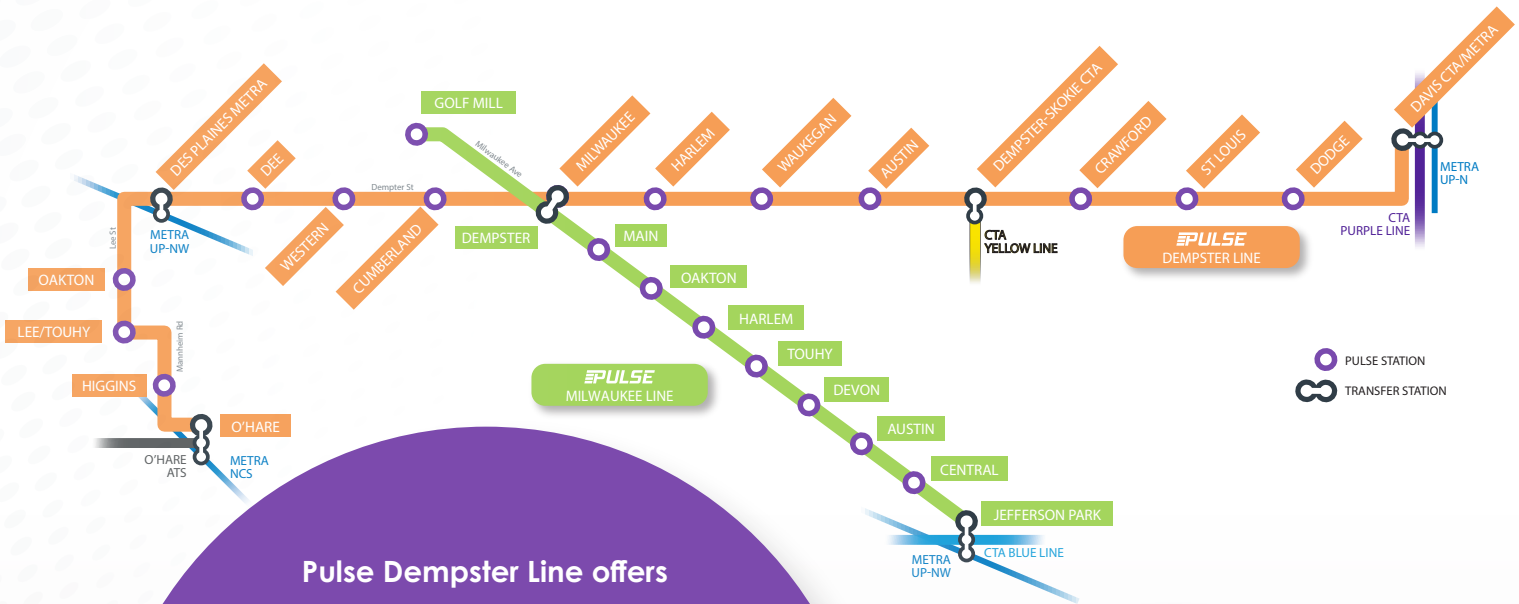 DAVIS CTA/METRA
DES PLAINES METRA
GOLF MILL
MILWAUKEE
DEMPSTER-SKOKIE CTA
DEE
HARLEM
WAUKEGAN
AUSTIN
CRAWFORD
ST LOUIS
DODGE
Milwaukee Ave
Dempter St
METRA
UP-N
CTA
PURPLE LINE
Lee St
METRA
UP-NW
WESTERN
CUMBERLAND
DEMPSTER
MAIN
CTA
YELLOW LINE
PULSE
DEMPSTER LINE
OAKTON
OAKTON
LEE/TOUHY
Mannheim Rd
HARLEM
TOUHY
PULSE STATION
HIGGINS
PULSE
MILWAUKEE LINE
DEVON
TRANSFER STATION
O'HARE
AUSTIN
O'HARE
ATS
METRA
NCS
CENTRAL
JEFFERSON PARK
CTA BLUE LINE
METRA
UP-NW
Pulse Dempster Line offers